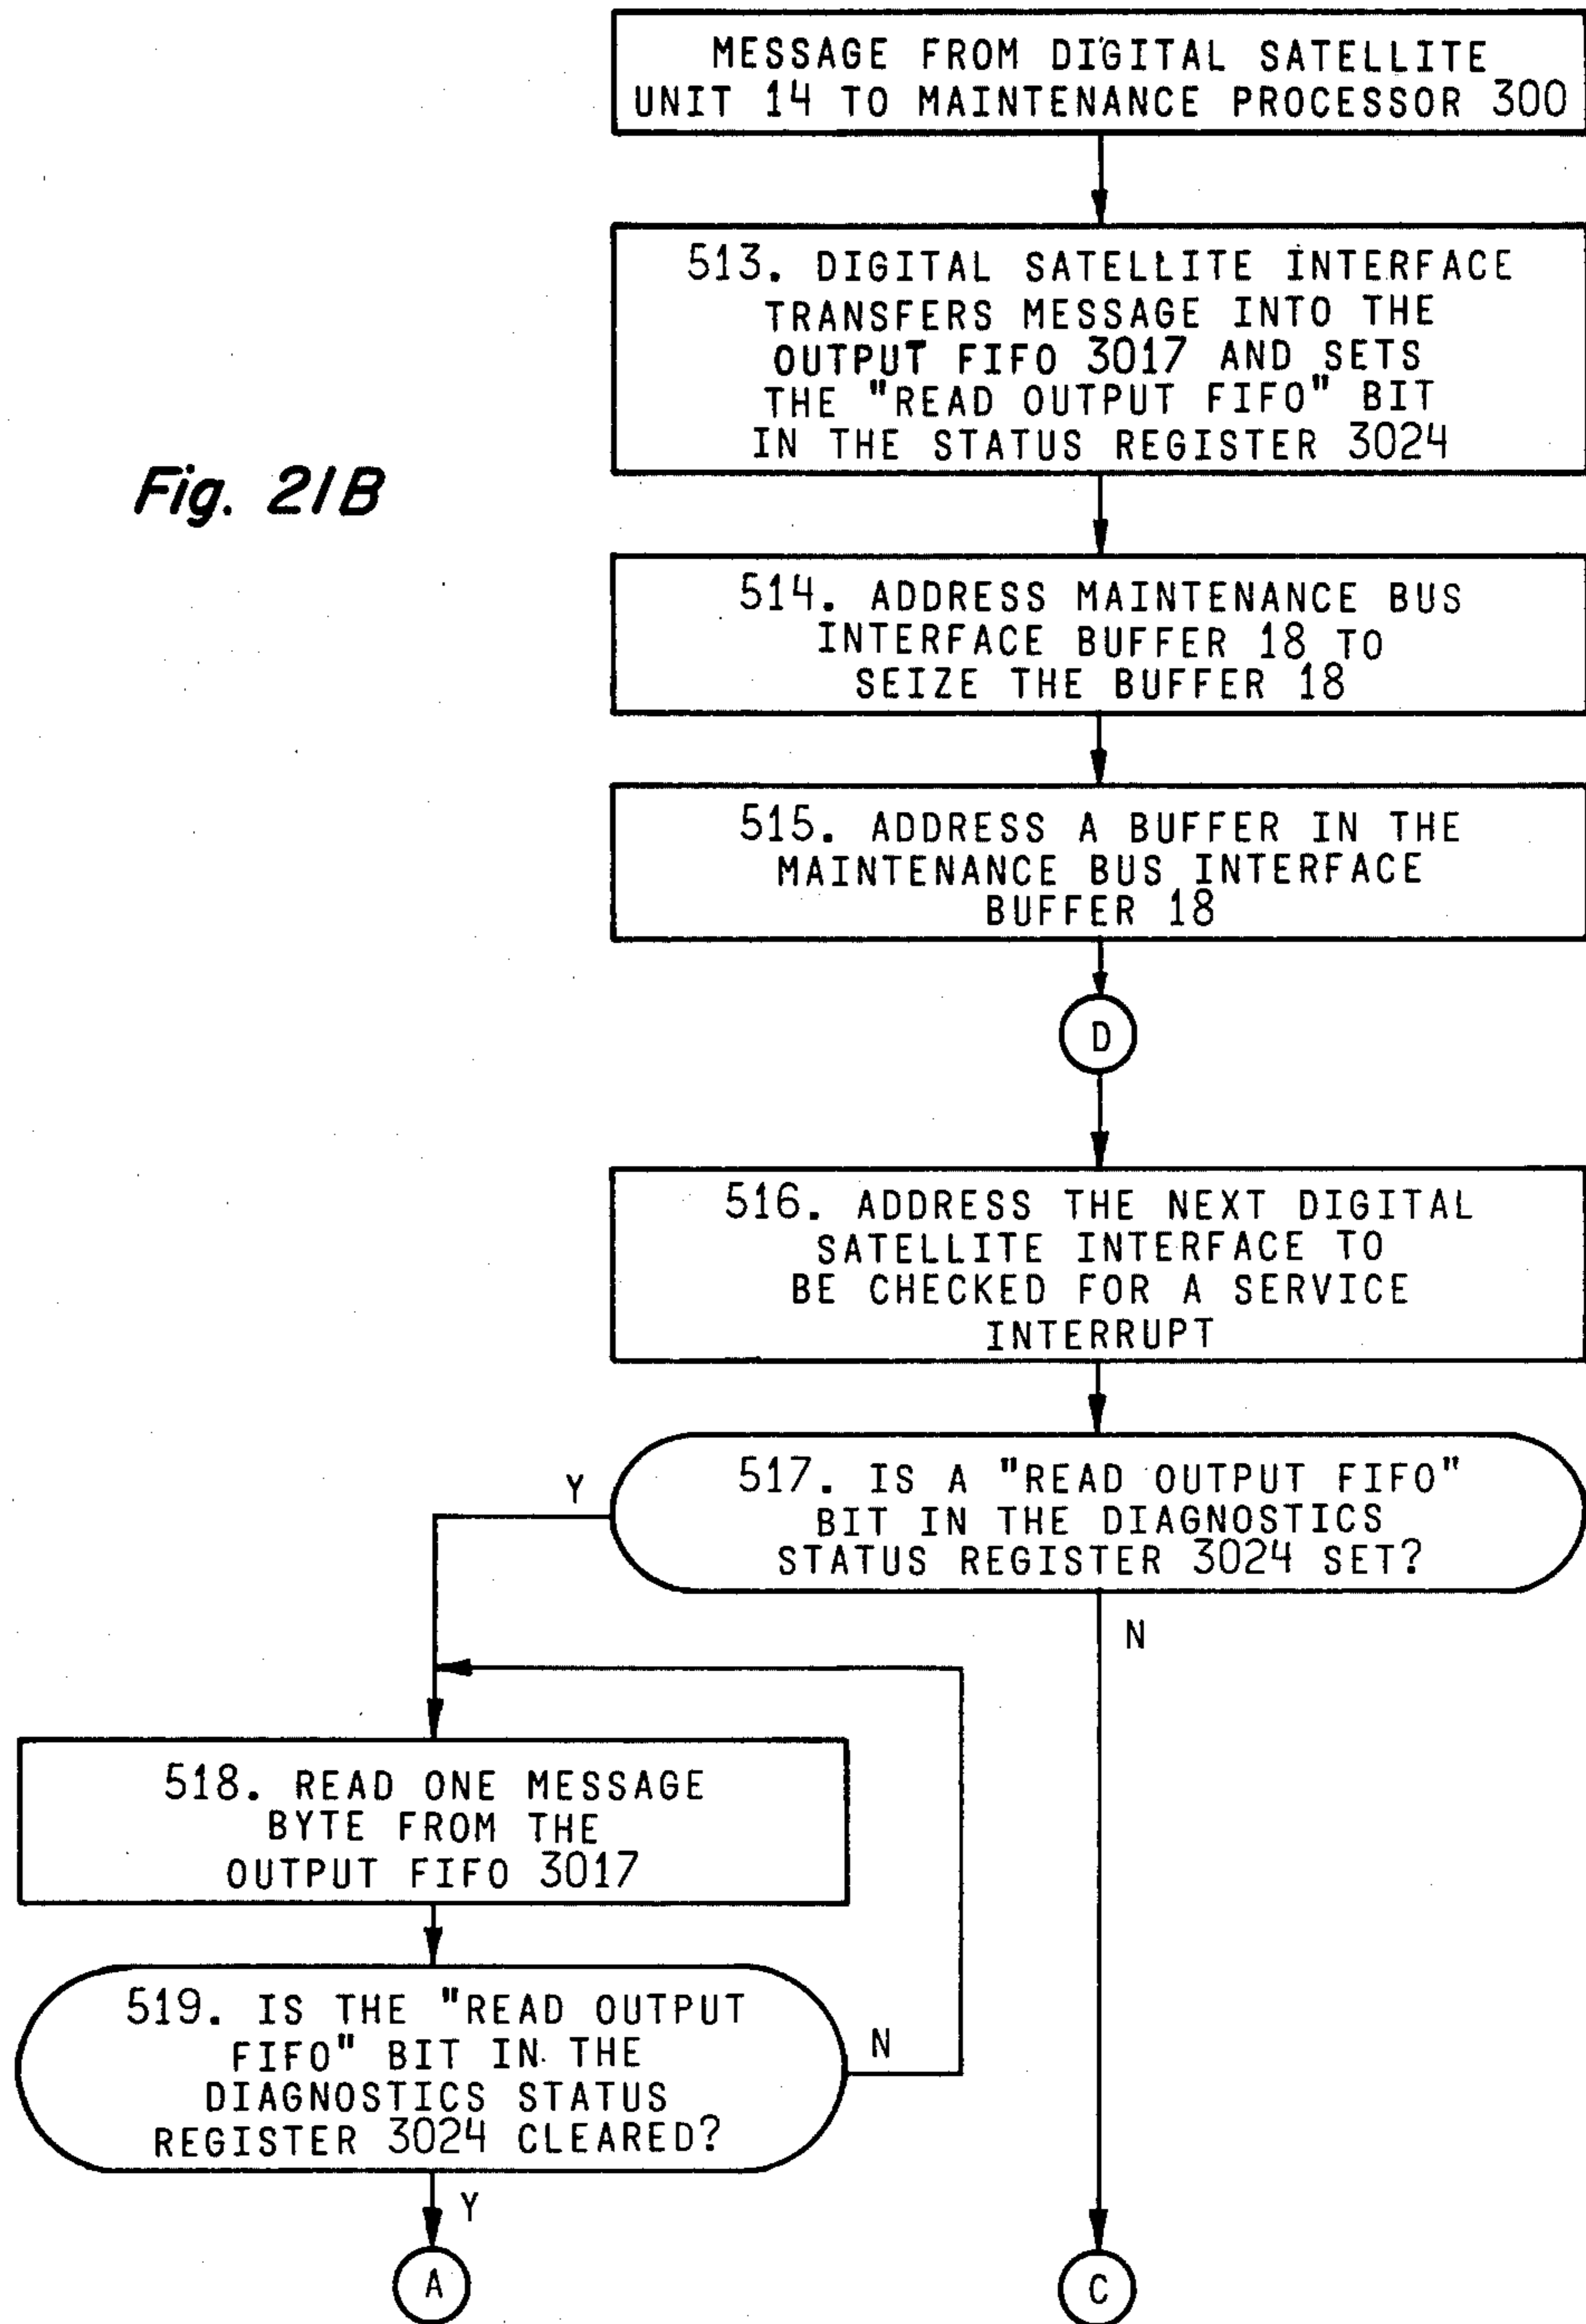 MESSAGE FROM DIGITAL SATELLITE
UNIT 14 TO MAINTENANCE PROCESSOR 300
513. DIGITAL SATELLITE INTERFACE
TRANSFERS MESSAGE INTO THE
OUTPUT FIFO 3017 AND SETS
THE "READ OUTPUT FIFO" BIT
IN THE STATUS REGISTER 3024
Fig. 21B
514. ADDRESS MAINTENANCE BUS
INTERFACE BUFFER 18 TO
SEIZE THE BUFFER 18
515. ADDRESS A BUFFER IN THE
MAINTENANCE BUS INTERFACE
BUFFER 18
D
516. ADDRESS THE NEXT DIGITAL
SATELLITE INTERFACE TO
BE CHECKED FOR A SERVICE
INTERRUPT
517. IS A "READ OUTPUT FIFO"
BIT IN THE DIAGNOSTICS
STATUS REGISTER 3024 SET?
Y
N
518. READ ONE MESSAGE
BYTE FROM THE
OUTPUT FIFO 3017
519. IS THE "READ OUTPUT
FIFO" BIT IN THE
DIAGNOSTICS STATUS
REGISTER 3024 CLEARED?
N
Y
A
C